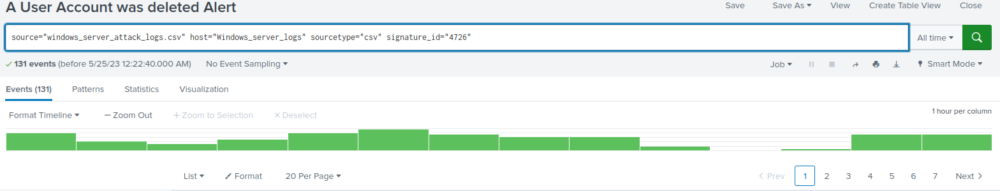 A User Account was deleted Alert
Save Save As View Create Table View Close
source="windows_server_attack_logs.csv" host="Windows_server_logs" sourcetype="csv" signature_id="4726"
All time
131 events (before 5/25/23 12:22:40.000 AM) No Event Sampling
Job Smart Mode
Events (131) Patterns Statistics Visualization
Format Timeline − Zoom Out + Zoom to Selection × Deselect
1 hour per column
List Format 20 Per Page
< Prev 1 2 3 4 5 6 7 Next >